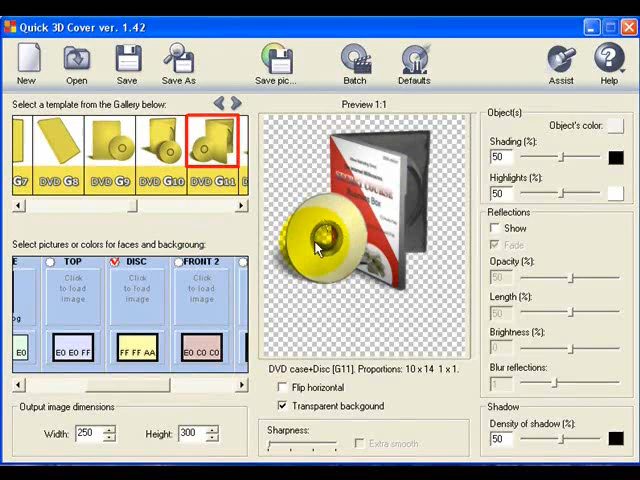 Quick 3D Cover ver. 1.42
New
Open
Save
Save As
Save pic...
Batch
Defaults
Assist
Help
Select a template from the Gallery below:
G7
DVD G8
DVD G9
DVD G10
DVD G11
Select pictures or colors for faces and backgroung:
E
TOP
DISC
FRONT 2
Click to load image
Click to load image
Click to load image
E0
E0 E0 FF
FF FF AA
E0 C0 C0
Output image dimensions
Width: 250
Height: 300
Preview 1:1
COURSE
Business Box
DVD case+Disc [G11]. Proportions: 10 x 14 1 x 1.
Flip horizontal
Transparent background
Sharpness:
Extra smooth
Object(s)
Object's color:
Shading (%):
50
Highlights (%):
50
Reflections
Show
Fade
Opacity (%):
50
Length (%):
50
Brightness (%):
0
Blur reflections:
1
Shadow
Density of shadow (%):
50